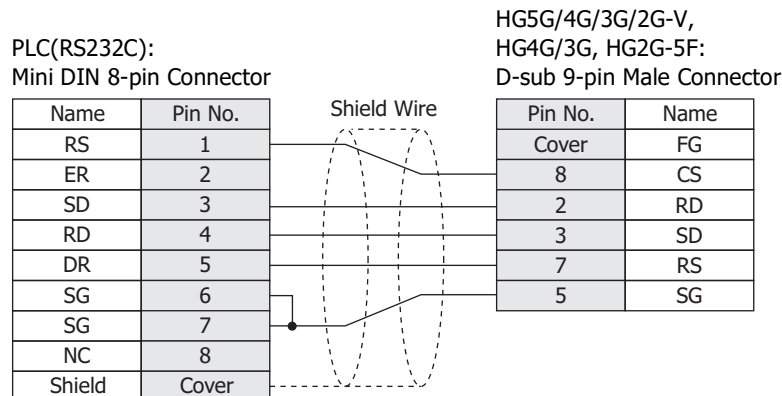 HG5G/4G/3G/2G-V,
PLC(RS232C): HG4G/3G, HG2G-5F:
Mini DIN 8-pin Connector D-sub 9-pin Male Connector
Name Pin No. Shield Wire Pin No. Name
RS 1 Cover FG
ER 2 8 CS
SD 3 2 RD
RD 4 3 SD
DR 5 7 RS
SG 6 5 SG
SG 7
NC 8
Shield Cover